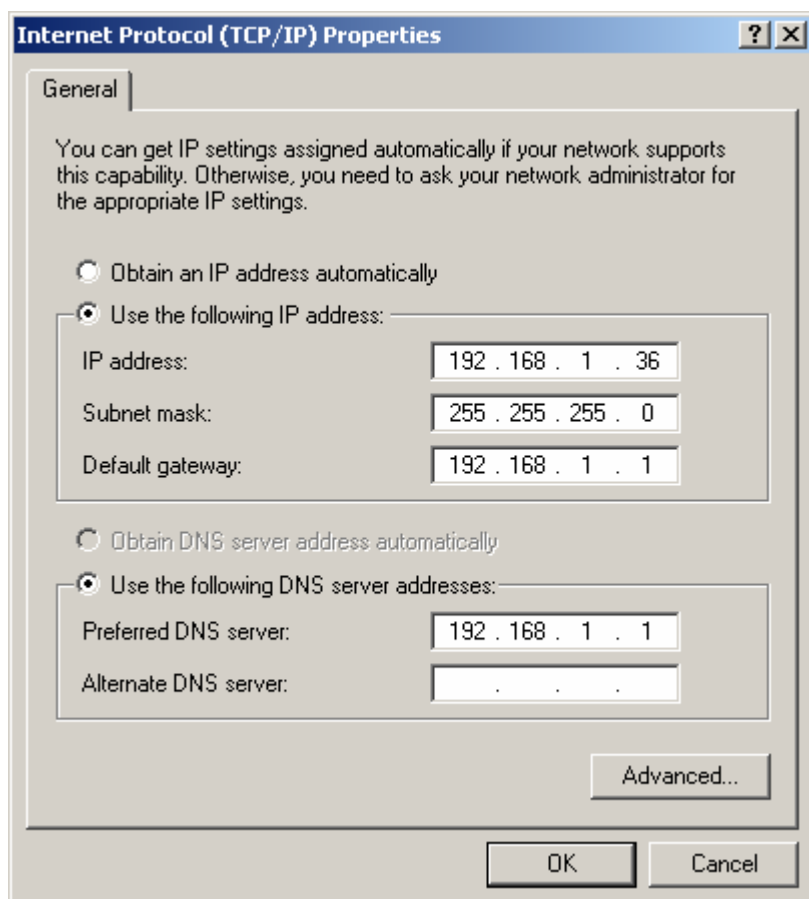 Internet Protocol (TCP/IP) Properties
General
You can get IP settings assigned automatically if your network supports
this capability. Otherwise, you need to ask your network administrator for
the appropriate IP settings.
Obtain an IP address automatically
Use the following IP address:
IP address: 192 . 168 . 1 . 36
Subnet mask: 255 . 255 . 255 . 0
Default gateway: 192 . 168 . 1 . 1
Obtain DNS server address automatically
Use the following DNS server addresses:
Preferred DNS server: 192 . 168 . 1 . 1
Alternate DNS server: . . .
Advanced...
OK Cancel